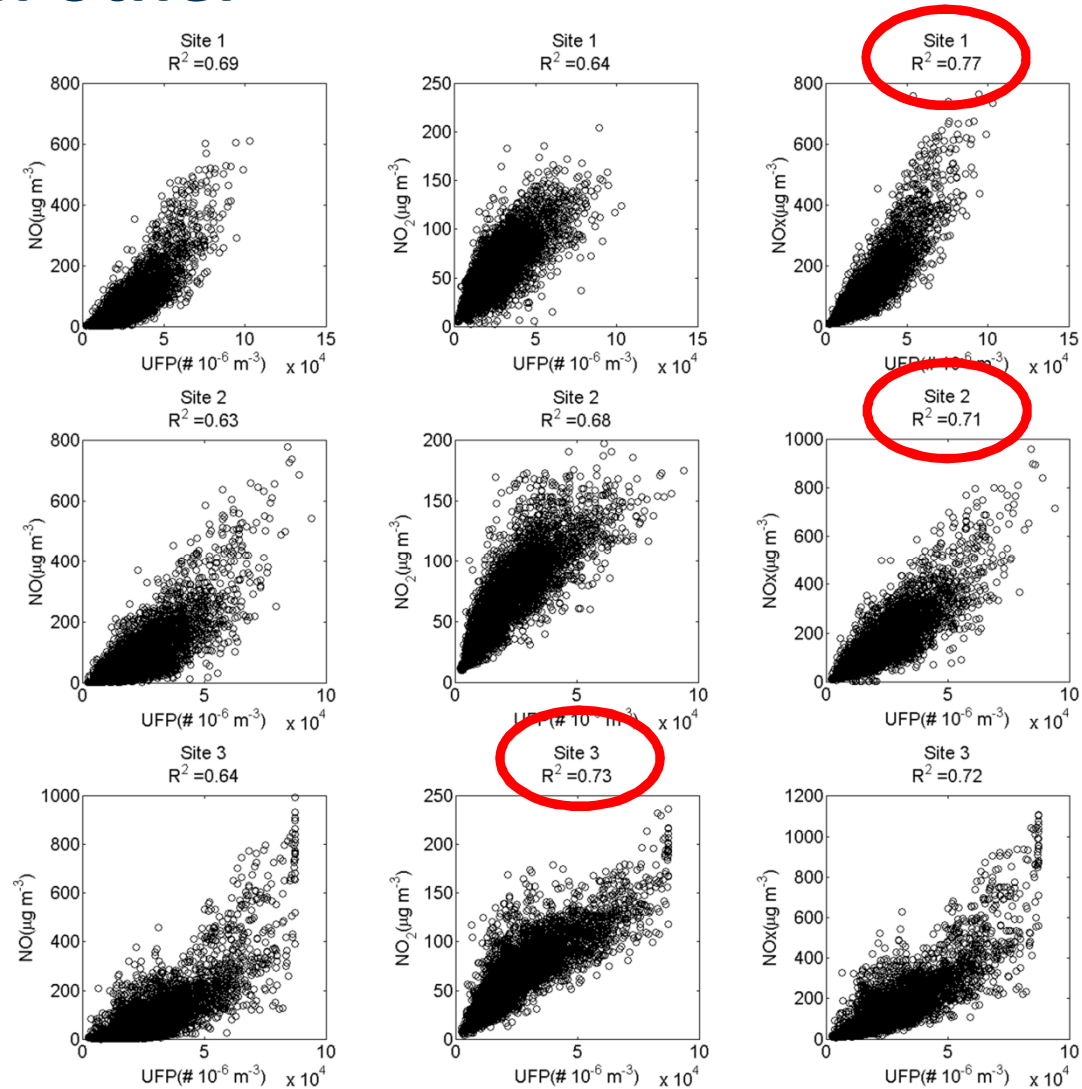 Site 1
R² =0.69
800
600
400
200
0
NO(µg m⁻³)
0 5 10 15
UFP(# 10⁻⁶ m⁻³) x 10⁴
Site 1
R² =0.64
250
200
150
100
50
0
NO₂(µg m⁻³)
0 5 10 15
UFP(# 10⁻⁶ m⁻³) x 10⁴
Site 1
R² =0.77
800
600
400
200
0
NOx(µg m⁻³)
0 5 10 15
UFP(# 10⁻⁶ m⁻³) x 10⁴
Site 2
R² =0.63
800
600
400
200
0
NO(µg m⁻³)
0 5 10
UFP(# 10⁻⁶ m⁻³) x 10⁴
Site 2
R² =0.68
200
150
100
50
0
NO₂(µg m⁻³)
0 5 10
UFP(# 10⁻⁶ m⁻³) x 10⁴
Site 2
R² =0.71
1000
800
600
400
200
0
NOx(µg m⁻³)
0 5 10
UFP(# 10⁻⁶ m⁻³) x 10⁴
Site 3
R² =0.64
1000
800
600
400
200
0
NO(µg m⁻³)
0 5 10
UFP(# 10⁻⁶ m⁻³) x 10⁴
Site 3
R² =0.73
250
200
150
100
50
0
NO₂(µg m⁻³)
0 5 10
UFP(# 10⁻⁶ m⁻³) x 10⁴
Site 3
R² =0.72
1200
1000
800
600
400
200
0
NOx(µg m⁻³)
0 5 10
UFP(# 10⁻⁶ m⁻³) x 10⁴